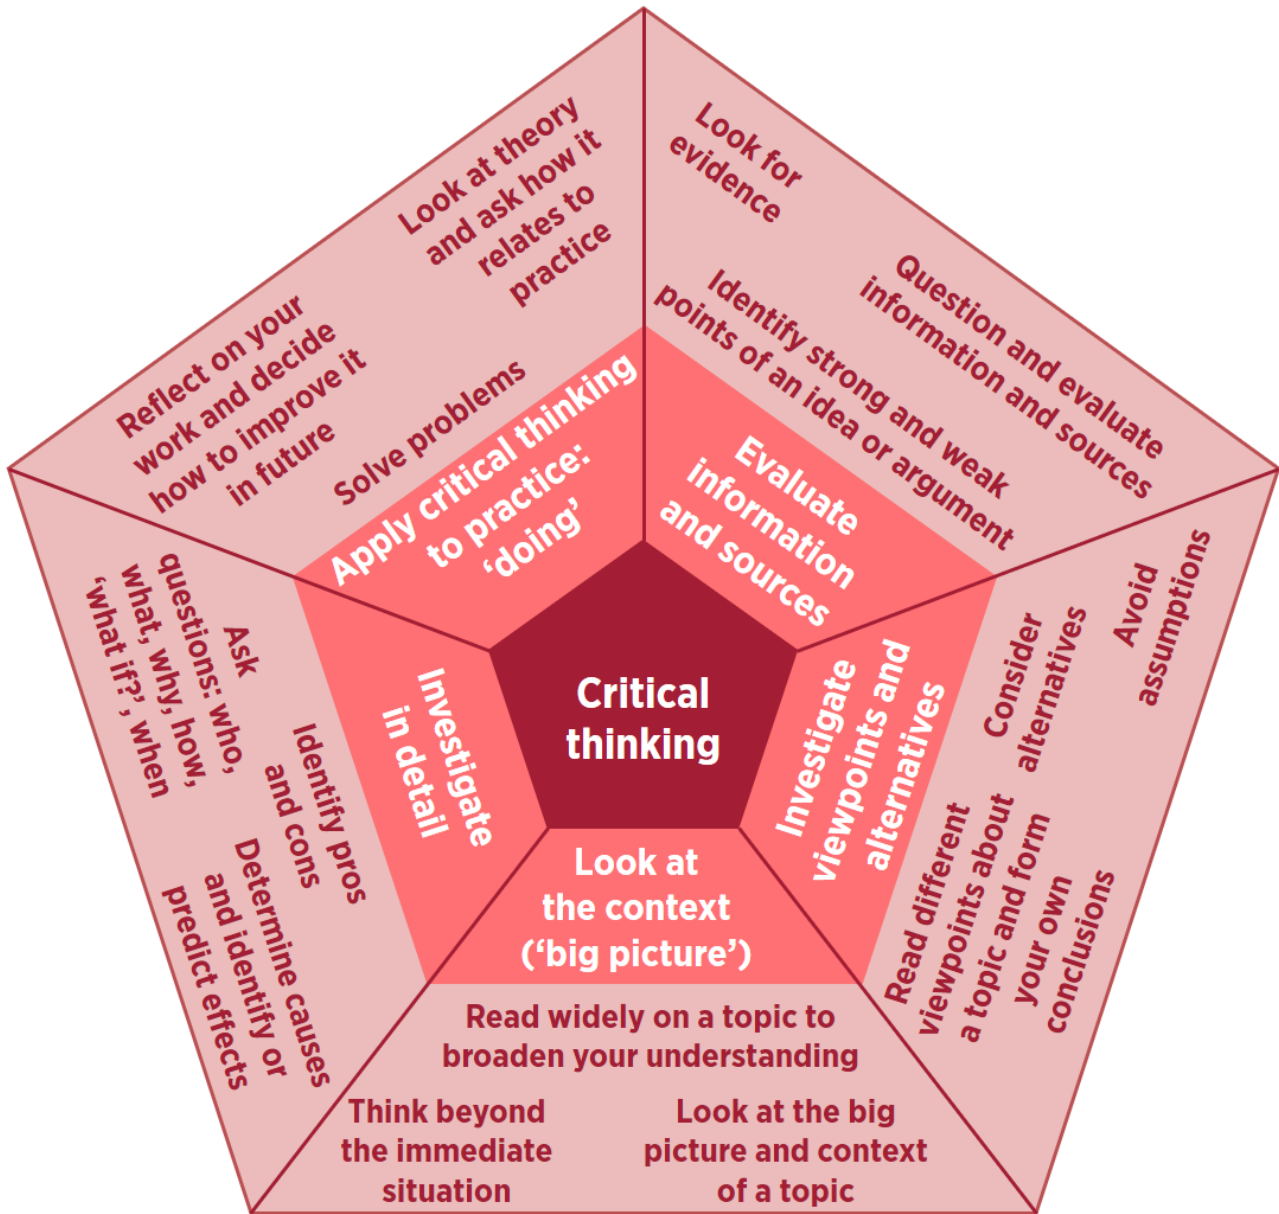 Critical
thinking
Evaluate
information
and sources
Look for
evidence
Question and evaluate
information and sources
Identify strong and weak
points of an idea or argument
Investigate
viewpoints and
alternatives
Avoid
assumptions
Consider
alternatives
Read different
viewpoints about
a topic and form
your own
conclusions
Look at
the context
(‘big picture’)
Read widely on a topic to
broaden your understanding
Think beyond
the immediate
situation
Look at the big
picture and context
of a topic
Investigate
in detail
Ask
questions: who,
what, why, how,
‘what if?’, when
Identify pros
and cons
Determine causes
and identify or
predict effects
Apply critical thinking
to practice:
‘doing’
Look at theory
and ask how it
relates to
practice
Reflect on your
work and decide
how to improve it
in future
Solve problems